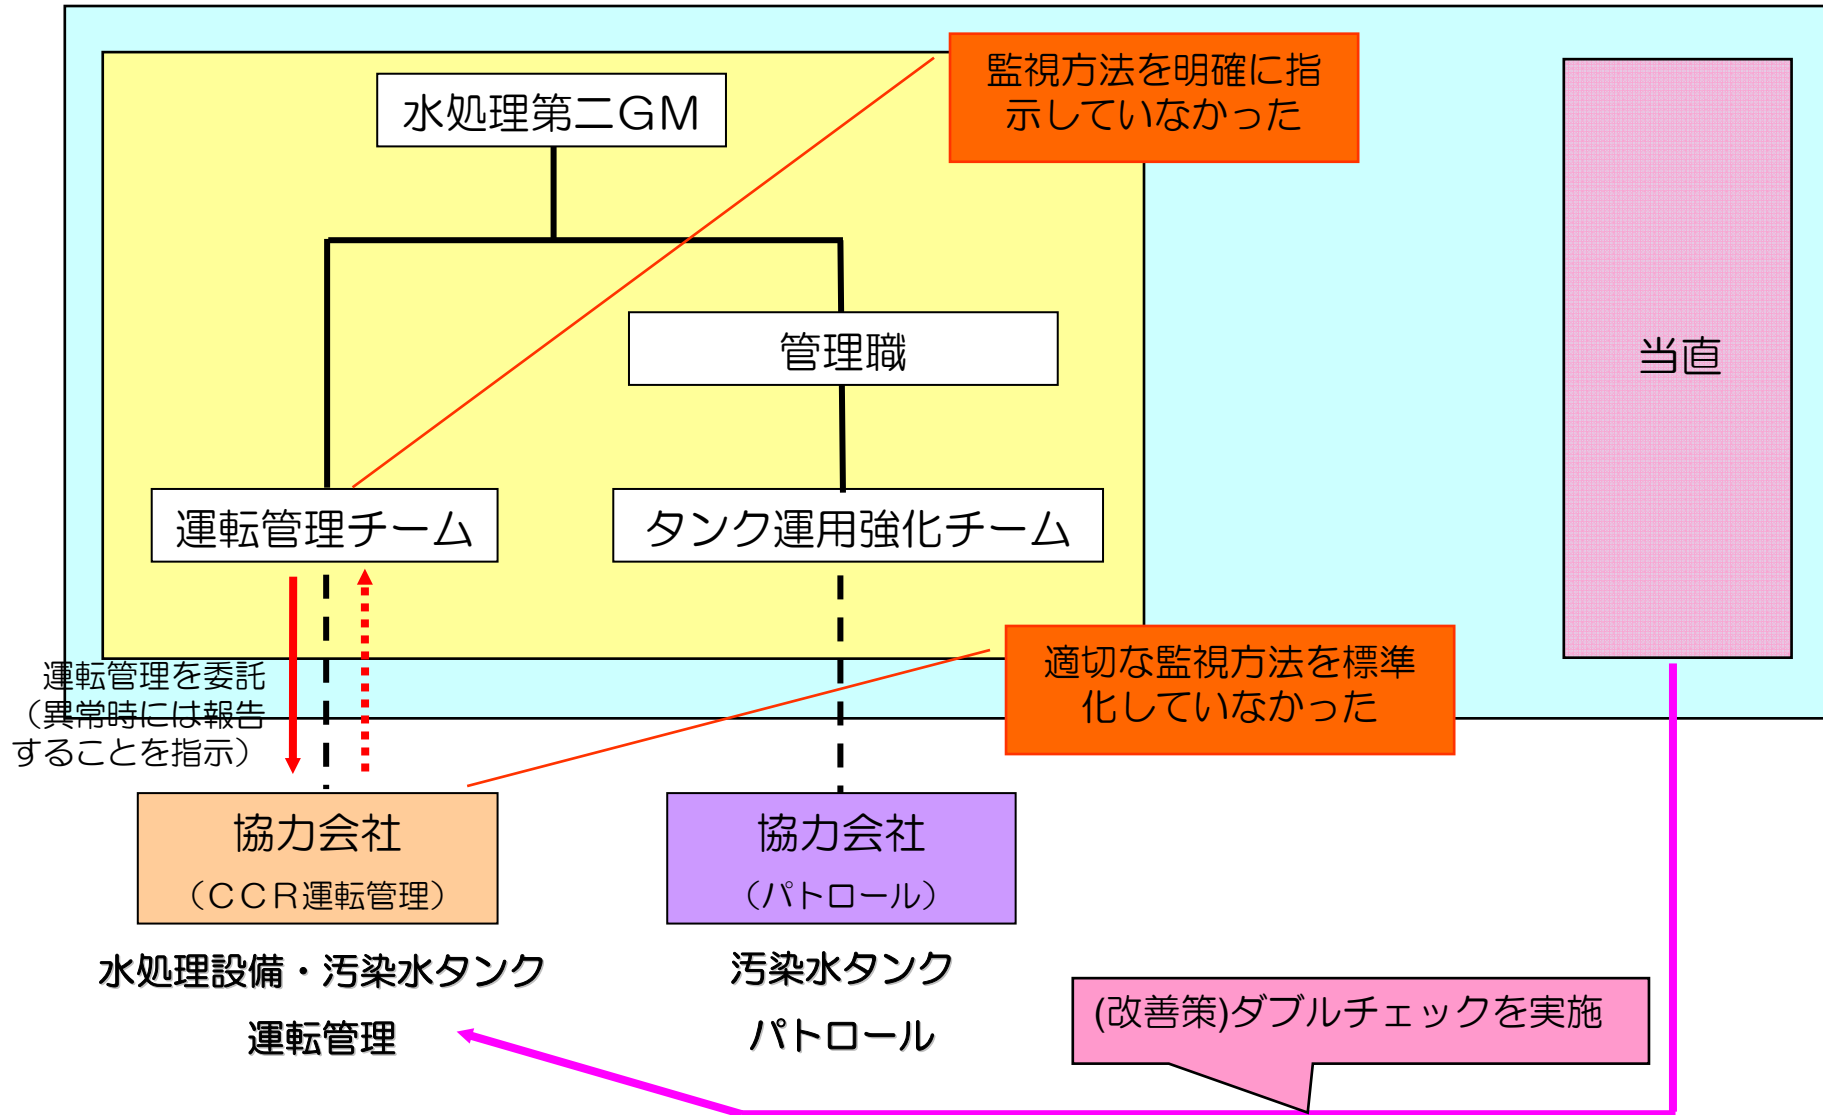 監視方法を明確に指
示していなかった
水処理第二GM
管理職
当直
運転管理チーム
タンク運用強化チーム
運転管理を委託
（異常時には報告
することを指示）
適切な監視方法を標準
化していなかった
協力会社
（CCR運転管理）
協力会社
（パトロール）
水処理設備・汚染水タンク
運転管理
汚染水タンク
パトロール
(改善策)ダブルチェックを実施